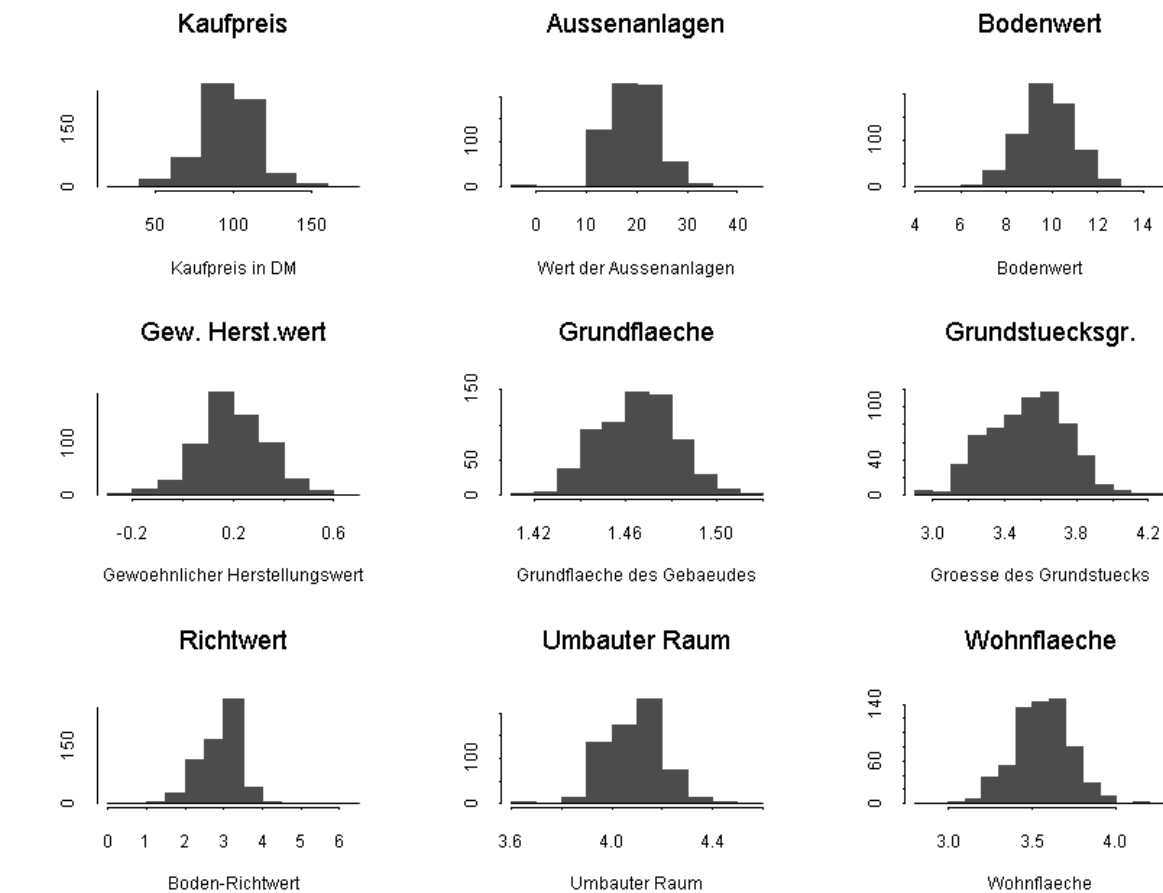 Kaufpreis
150
0
50 100 150
Kaufpreis in DM
Aussenanlagen
100
0
0 10 20 30 40
Wert der Aussenanlagen
Bodenwert
100
0
4 6 8 10 12 14
Bodenwert
Gew. Herst.wert
100
0
-0.2 0.2 0.6
Gewoehnlicher Herstellungswert
Grundflaeche
150
50
0
1.42 1.46 1.50
Grundflaeche des Gebaeudes
Grundstuecksgr.
100
40
0
3.0 3.4 3.8 4.2
Groesse des Grundstuecks
Richtwert
150
0
0 1 2 3 4 5 6
Boden-Richtwert
Umbauter Raum
100
0
3.6 4.0 4.4
Umbauter Raum
Wohnflaeche
140
60
0
3.0 3.5 4.0
Wohnflaeche